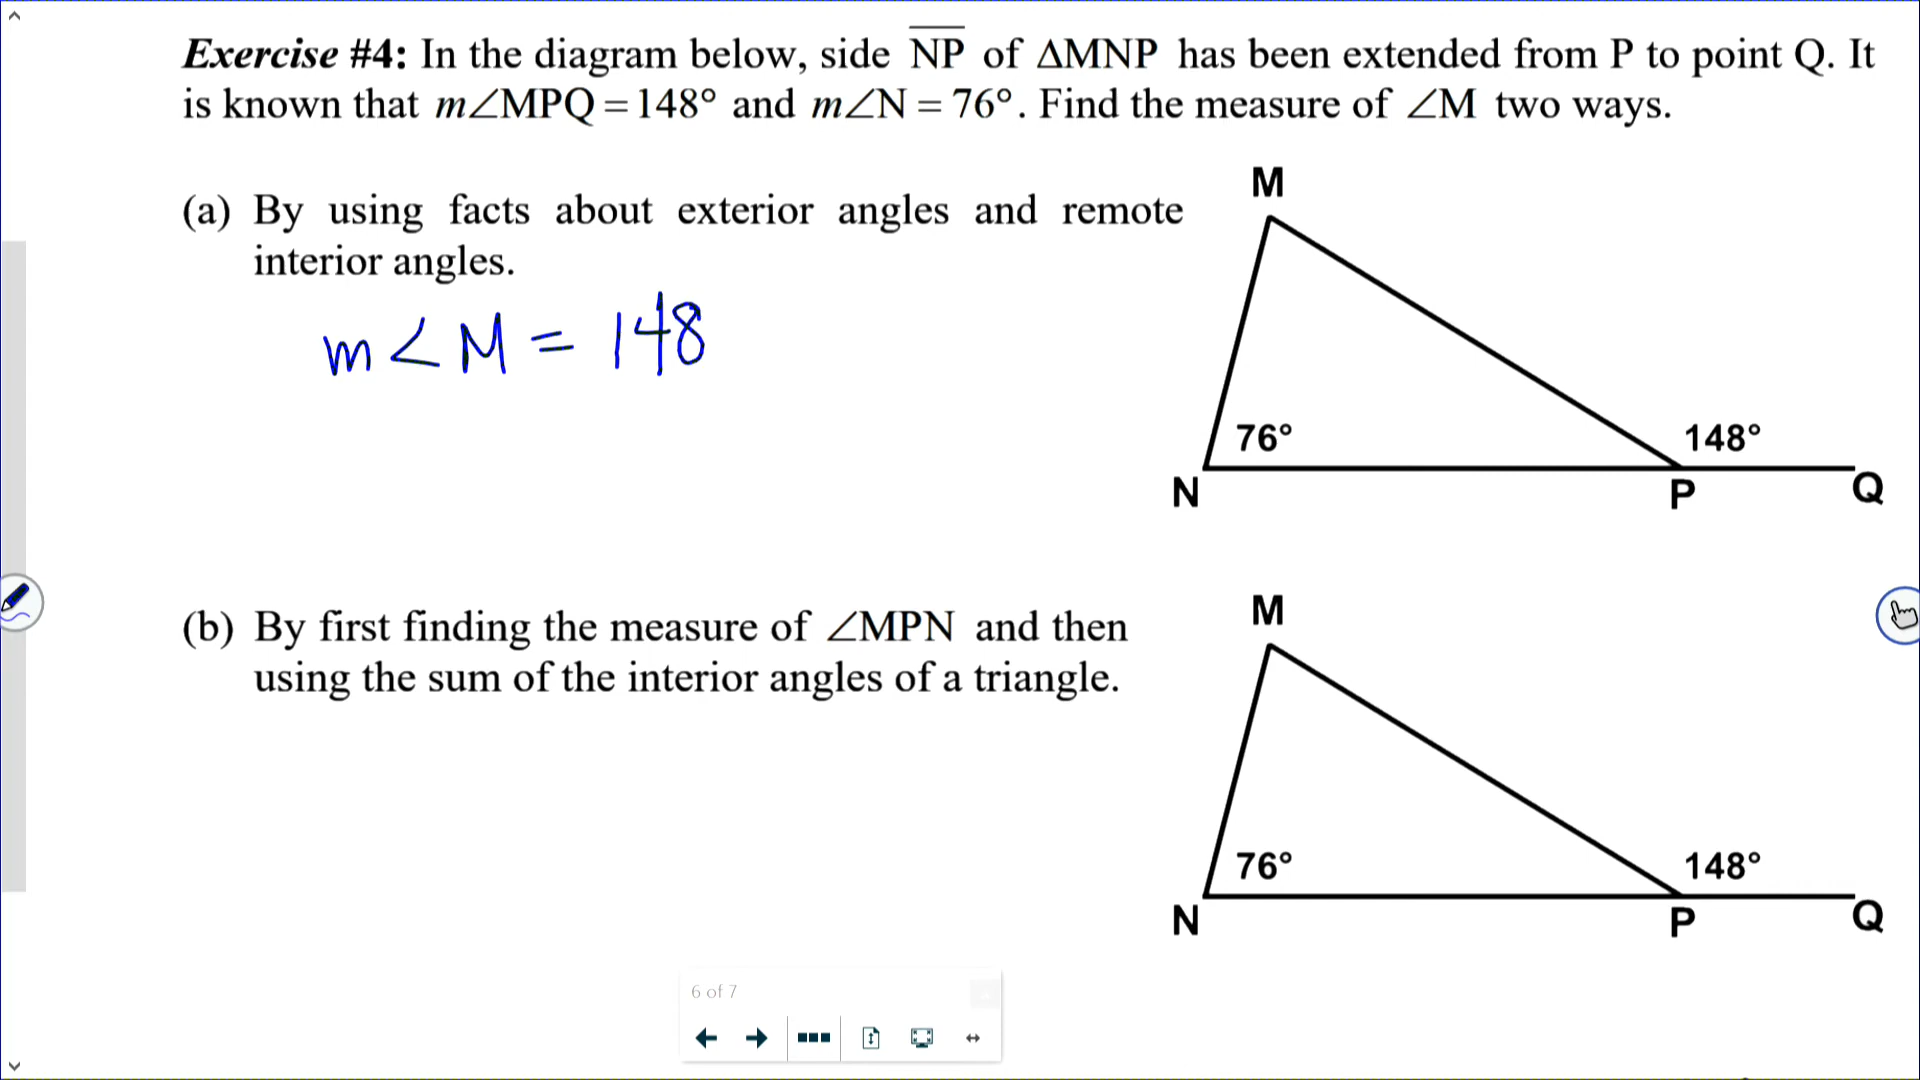 Exercise #4: In the diagram below, side NP of ΔMNP has been extended from P to point Q. It
is known that m∠MPQ = 148° and m∠N = 76°. Find the measure of ∠M two ways.
(a) By using facts about exterior angles and remote
interior angles.
m∠M = 148
M
76°
148°
N
P
Q
(b) By first finding the measure of ∠MPN and then
using the sum of the interior angles of a triangle.
M
76°
148°
N
P
Q
6 of 7